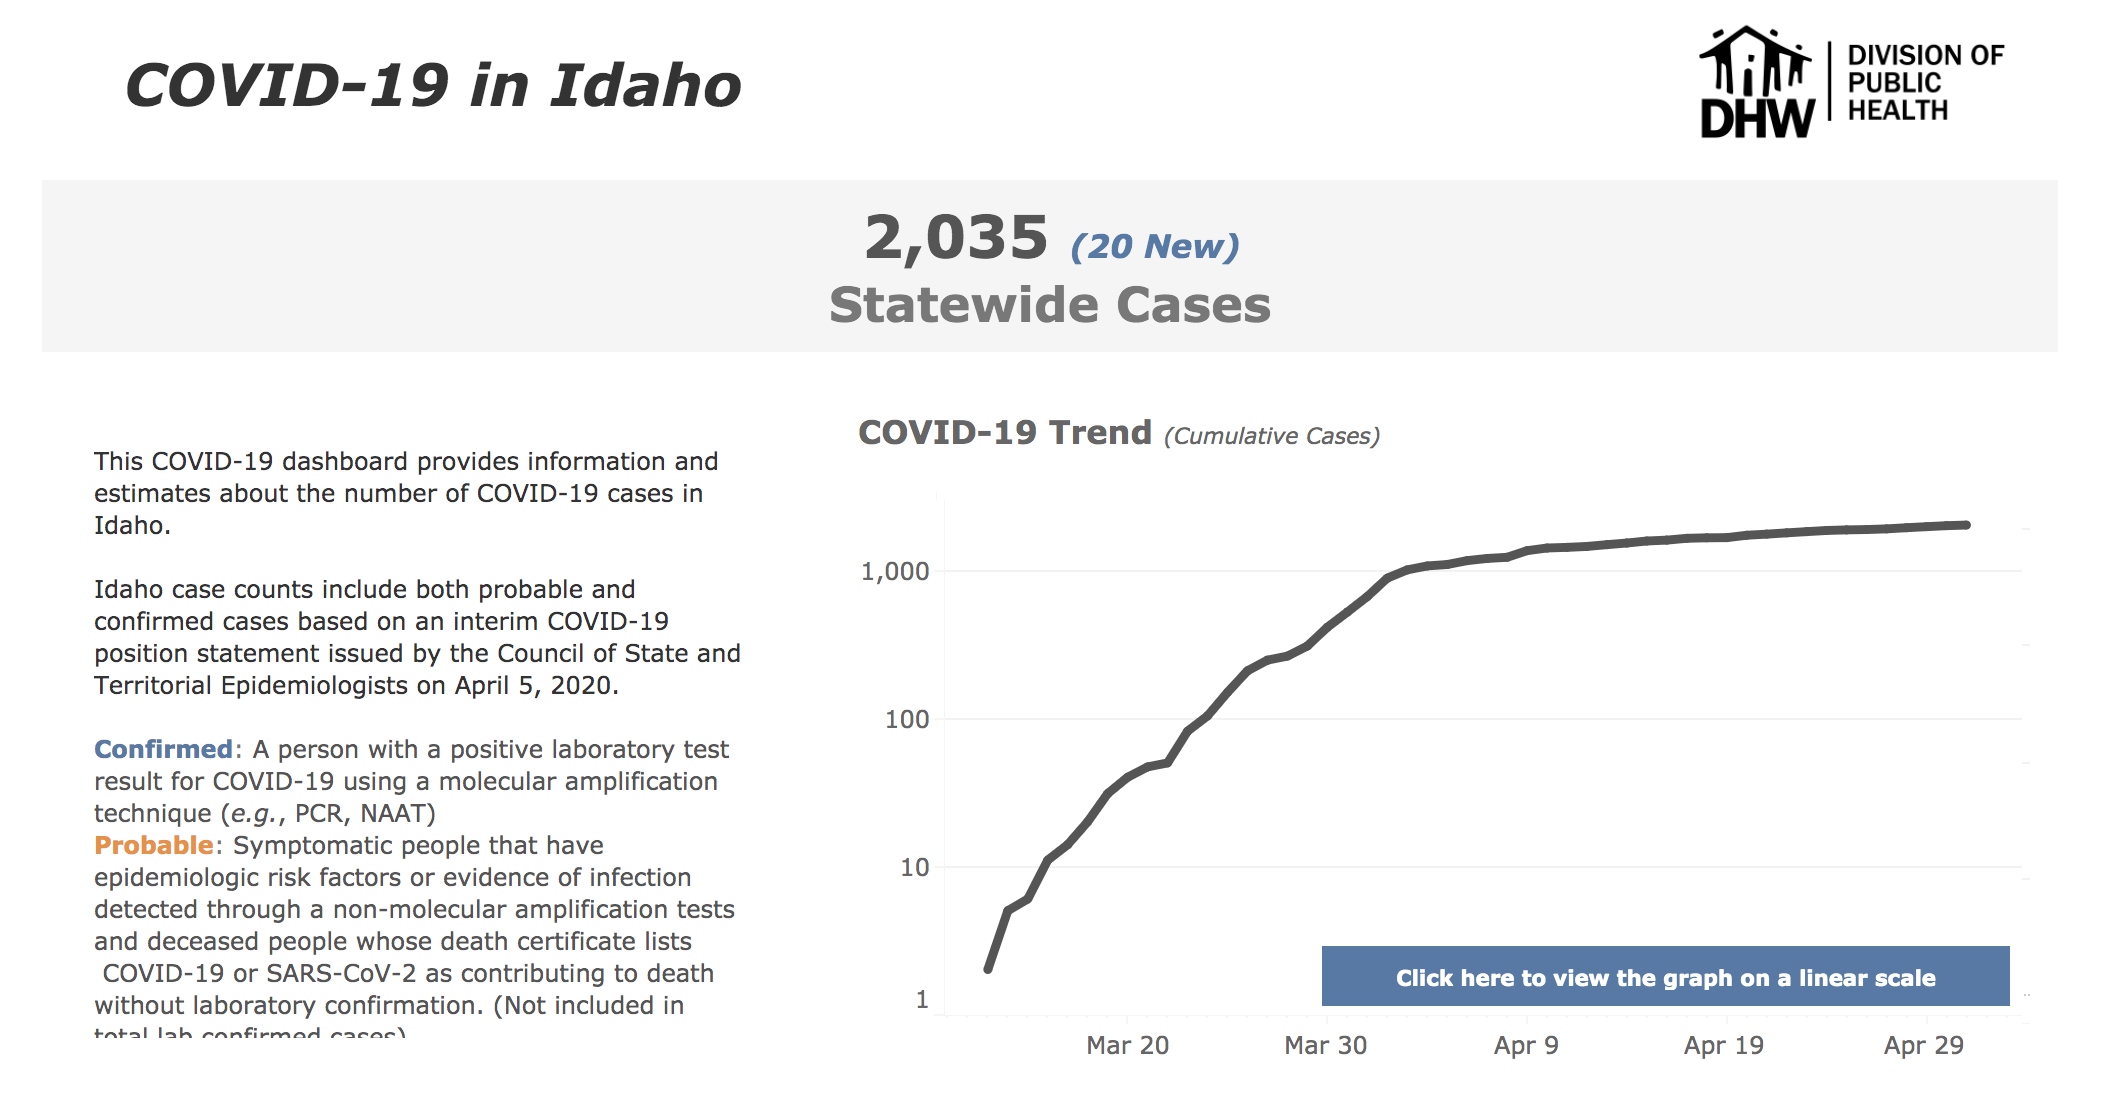 COVID-19 in Idaho
DHW
DIVISION OF
PUBLIC
HEALTH
2,035 (20 New)
Statewide Cases
This COVID-19 dashboard provides information and
estimates about the number of COVID-19 cases in
Idaho.
Idaho case counts include both probable and
confirmed cases based on an interim COVID-19
position statement issued by the Council of State and
Territorial Epidemiologists on April 5, 2020.
Confirmed: A person with a positive laboratory test
result for COVID-19 using a molecular amplification
technique (e.g., PCR, NAAT)
Probable: Symptomatic people that have
epidemiologic risk factors or evidence of infection
detected through a non-molecular amplification tests
and deceased people whose death certificate lists
COVID-19 or SARS-CoV-2 as contributing to death
without laboratory confirmation. (Not included in
total lab confirmed cases)
COVID-19 Trend (Cumulative Cases)
1,000
100
10
1
Click here to view the graph on a linear scale
Mar 20
Mar 30
Apr 9
Apr 19
Apr 29